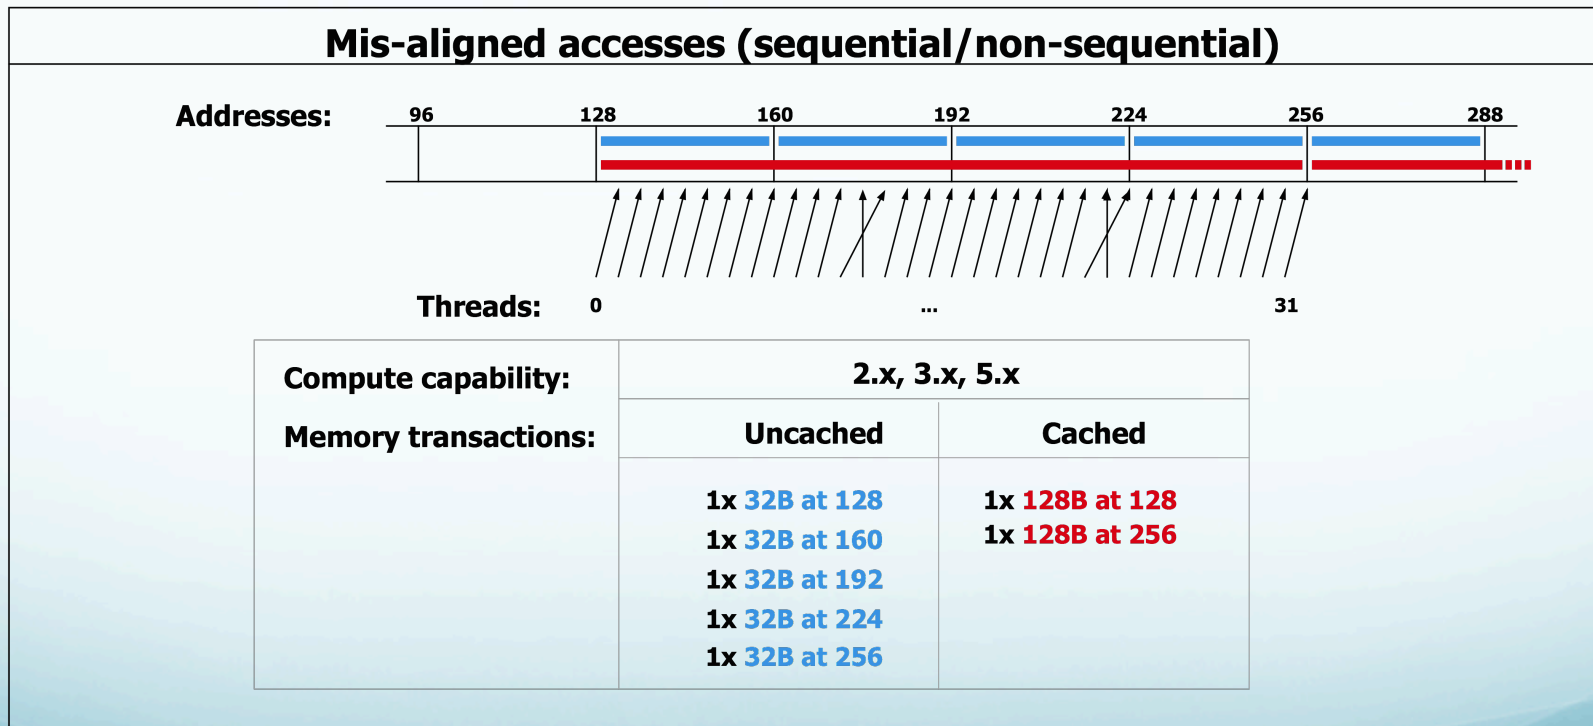 Mis-aligned accesses (sequential/non-sequential)
Addresses: 96 128 160 192 224 256 288
Threads: 0 ... 31
Compute capability: 2.x, 3.x, 5.x
Memory transactions: Uncached Cached
1x 32B at 128 1x 128B at 128
1x 32B at 160 1x 128B at 256
1x 32B at 192
1x 32B at 224
1x 32B at 256